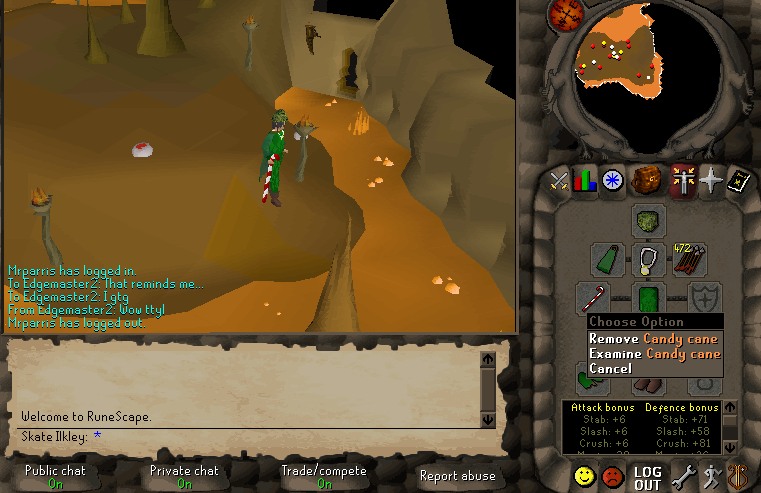 472
Mrparris has logged in.
To Edgemaster2: That reminds me...
To Edgemaster2: I gtg
From Edgemaster2: Wow ttyl
Mrparris has logged out.
Choose Option
Remove Candy cane
Examine Candy cane
Cancel
Attack bonus Defence bonus
Stab: +6 Stab: +71
Slash: +6 Slash: +58
Crush: +6 Crush: +81
Welcome to RuneScape.
Skate Ilkley: *
Public chat
On
Private chat
On
Trade/compete
On
Report abuse
LOG
OUT